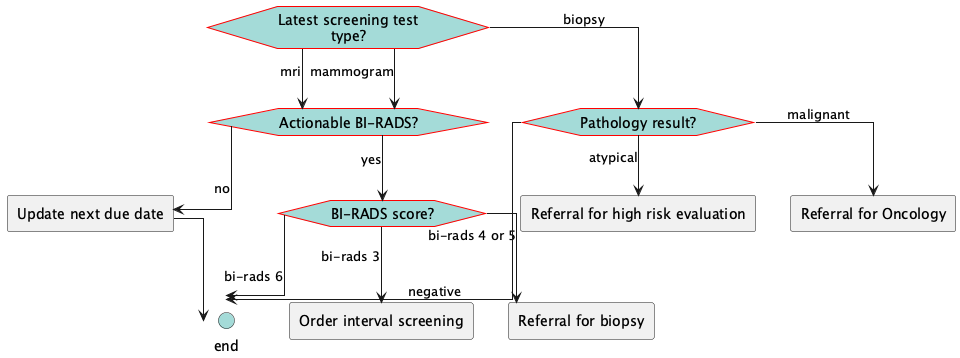 Latest screening test
type?
biopsy
mri
mammogram
Actionable BI-RADS?
Pathology result?
malignant
yes
atypical
no
Update next due date
BI-RADS score?
Referral for high risk evaluation
Referral for Oncology
bi-rads 4 or 5
bi-rads 3
bi-rads 6
negative
Order interval screening
Referral for biopsy
end